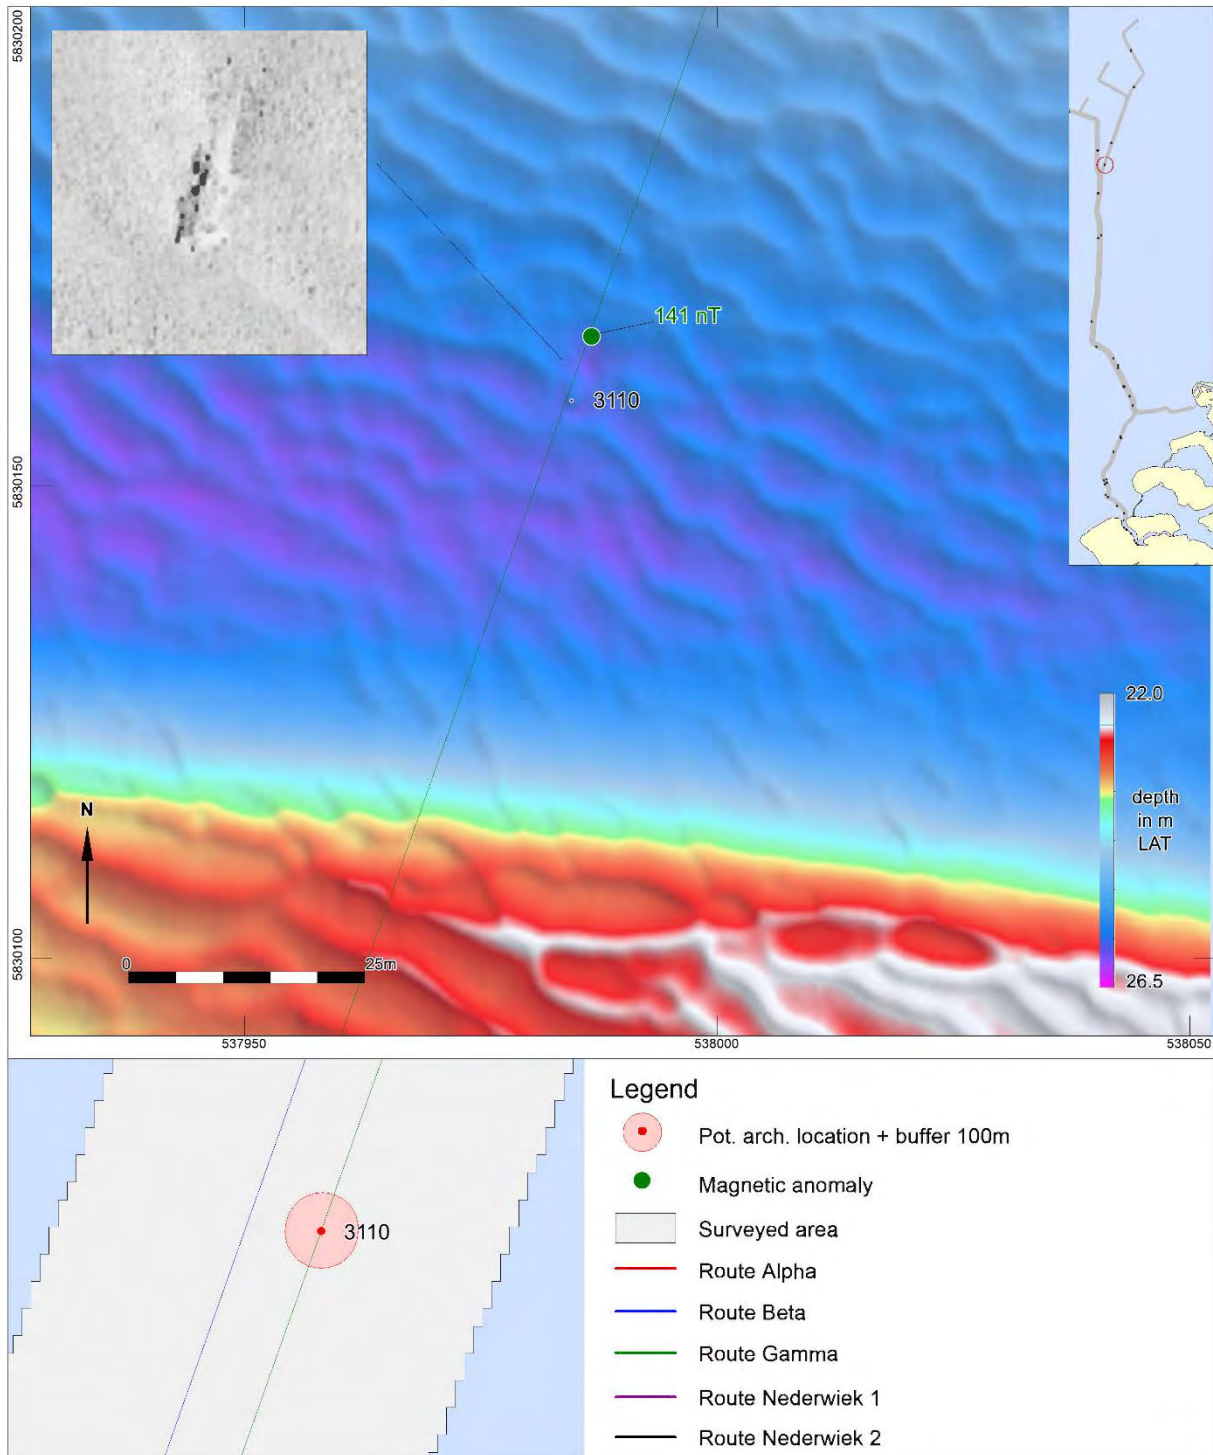 5830200
141 nT
3110
5830150
22.0
depth
in m
LAT
26.5
N
0
25m
5830100
537950
538000
538050
3110
Legend
Pot. arch. location + buffer 100m
Magnetic anomaly
Surveyed area
Route Alpha
Route Beta
Route Gamma
Route Nederwiek 1
Route Nederwiek 2